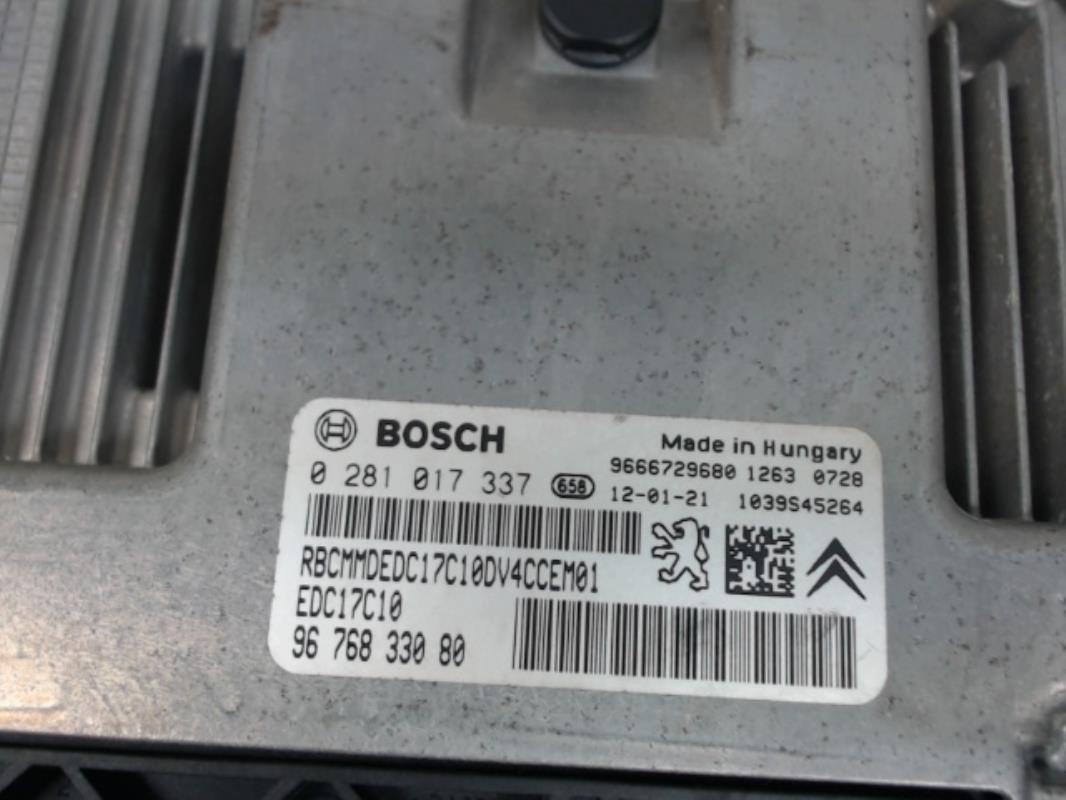 BOSCH
Made in Hungary
0 281 017 337 658
9666729680 1263 0728
12-01-21 1039S45264
RBCMMDEDC17C10DV4CCEM01
EDC17C10
96 768 330 80